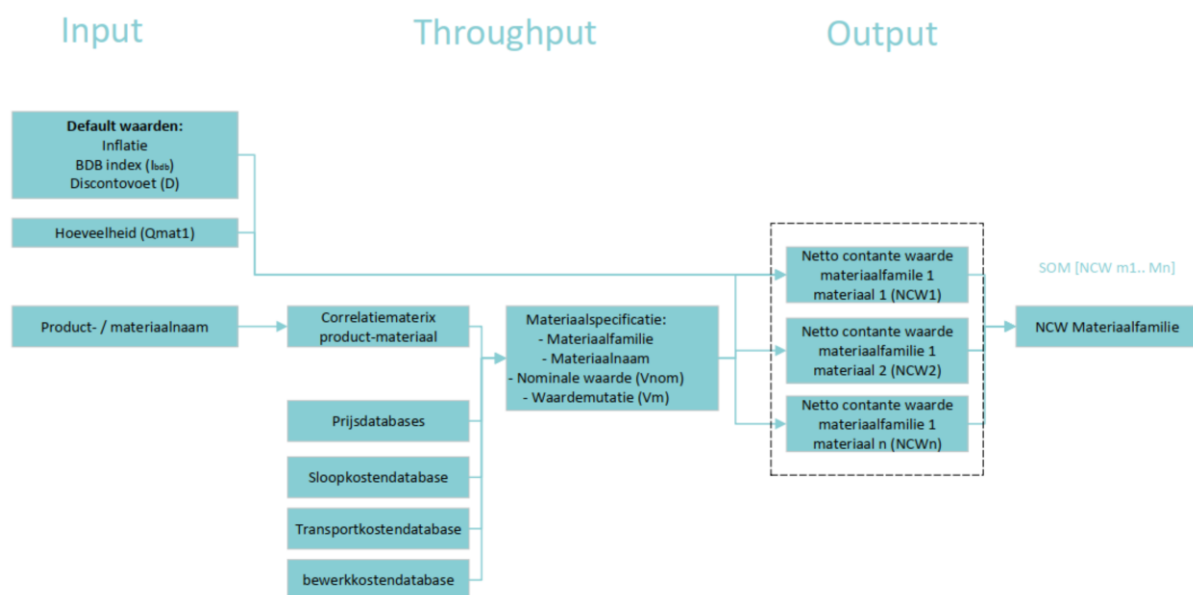 Input
Throughput
Output
Default waarden:
Inflatie
BDB index (Ibdb)
Discontovoet (D)
Hoeveelheid (Qmat1)
Product- / materiaalnaam
Correlatiematerix
product-materiaal
Prijsdatabases
Sloopkostendatabase
Transportkostendatabase
bewerkkostendatabase
Materiaalspecificatie:
- Materiaalfamilie
- Materiaalnaam
- Nominale waarde (Vnom)
- Waardemutatie (Vm)
Netto contante waarde
materiaalfamile 1
materiaal 1 (NCW1)
Netto contante waarde
materiaalfamilie 1
materiaal 2 (NCW2)
Netto contante waarde
materiaalfamilie 1
materiaal n (NCWn)
SOM [NCW m1.. Mn]
NCW Materiaalfamilie